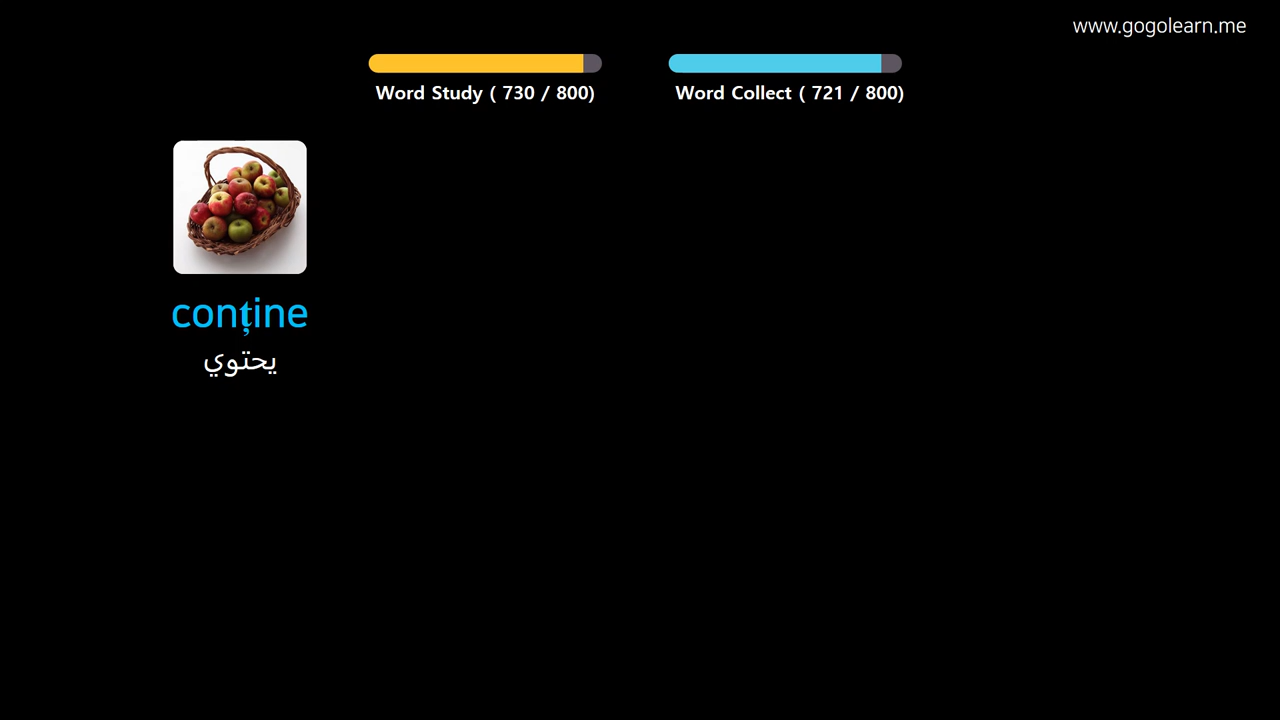 www.gogolearn.me
Word Study ( 730 / 800)
Word Collect ( 721 / 800)
conține
يحتوي